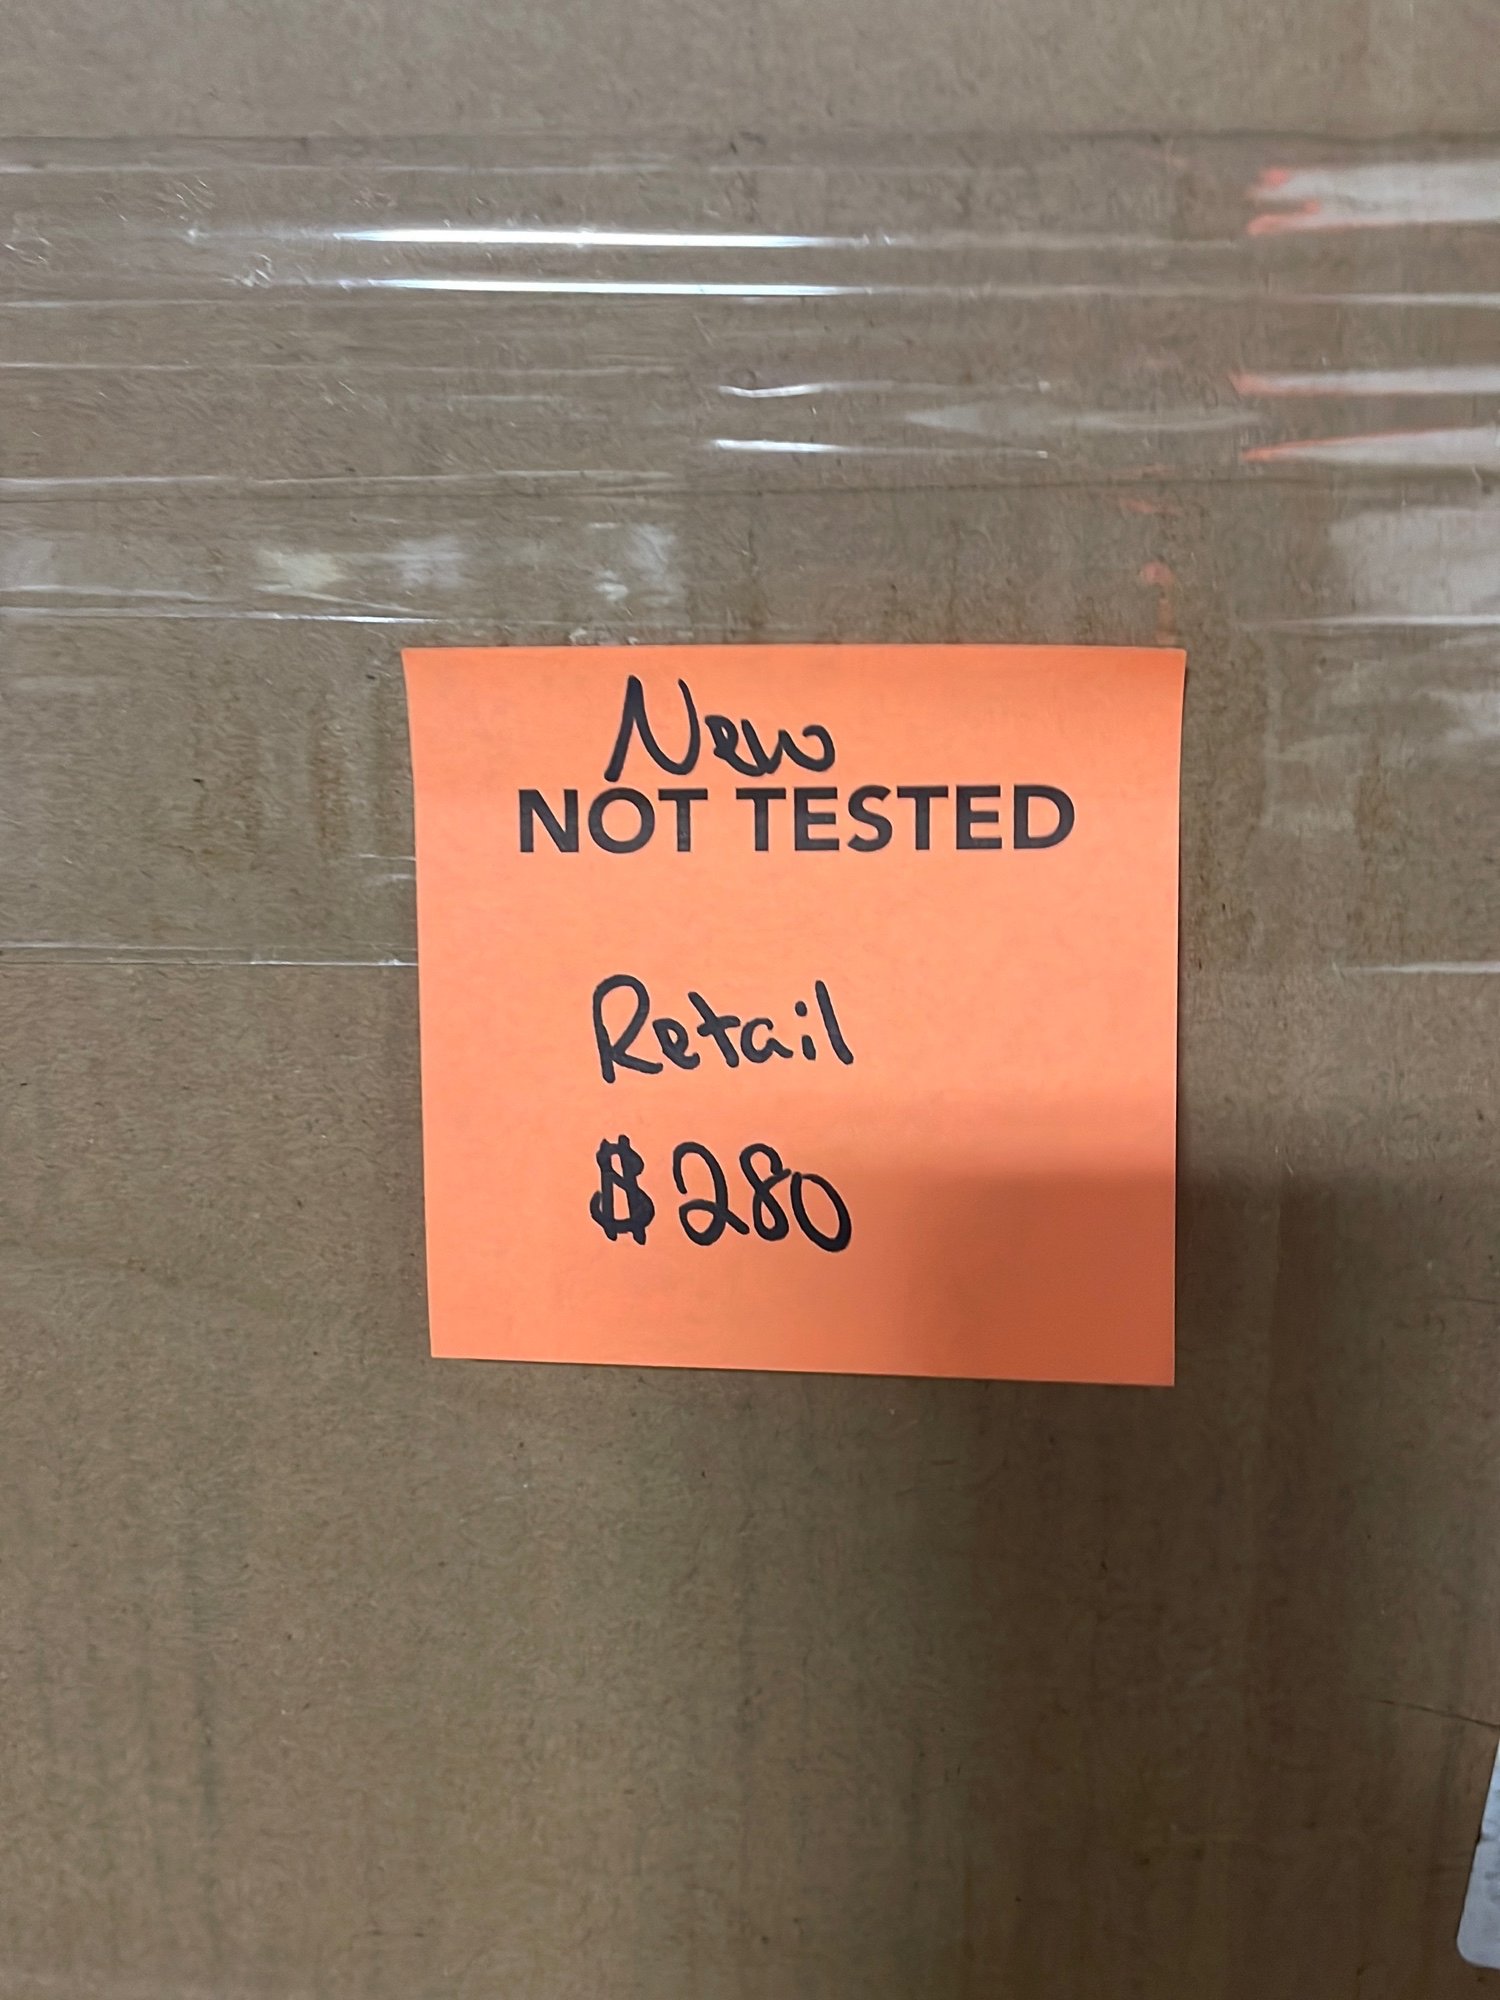 New
NOT TESTED
Retail
$280